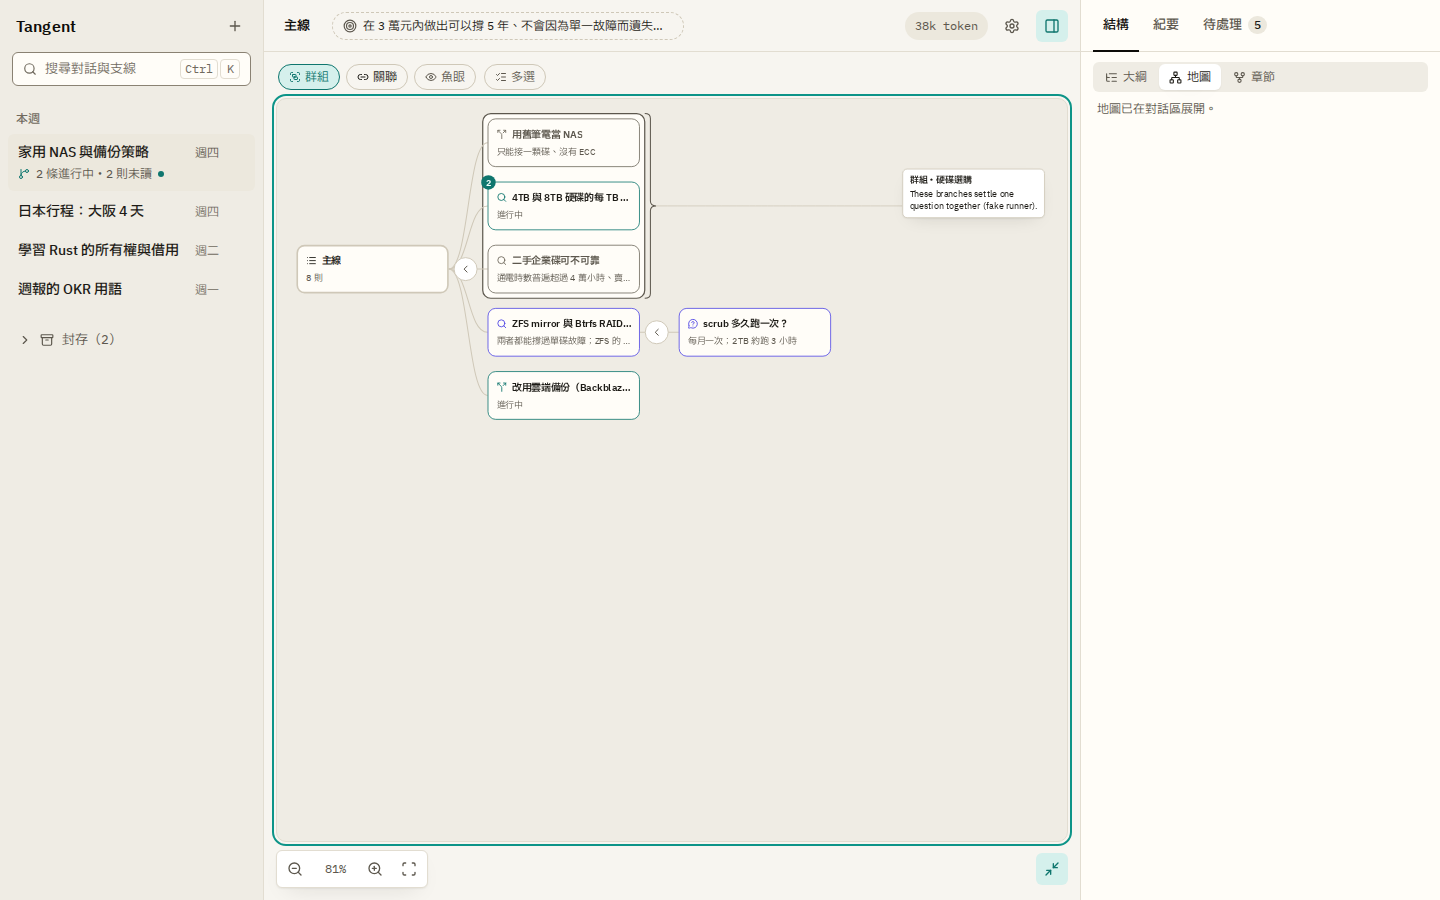 Tangent
搜尋對話與支線
Ctrl K
本週
家用 NAS 與備份策略 週四
2 條進行中・2 則未讀
日本行程：大阪 4 天 週四
學習 Rust 的所有權與借用 週二
週報的 OKR 用語 週一
封存（2）
主線
在 3 萬元內做出可以撐 5 年、不會因為單一故障而遺失…
38k token
群組
關聯
魚眼
多選
用舊筆電當 NAS
只能接一顆碟、沒有 ECC
2
4TB 與 8TB 硬碟的每 TB…
進行中
主線
8 則
二手企業碟可不可靠
通電時數普遍超過 4 萬小時、賣…
ZFS mirror 與 Btrfs RAID…
兩者都能撐過單碟故障；ZFS 的 …
scrub 多久跑一次？
每月一次；2TB 約跑 3 小時
改用雲端備份（Backblaz…
進行中
群組・硬碟選購
These branches settle one
question together (fake runner).
81%
結構
紀要
待處理 5
大綱
地圖
章節
地圖已在對話區展開。